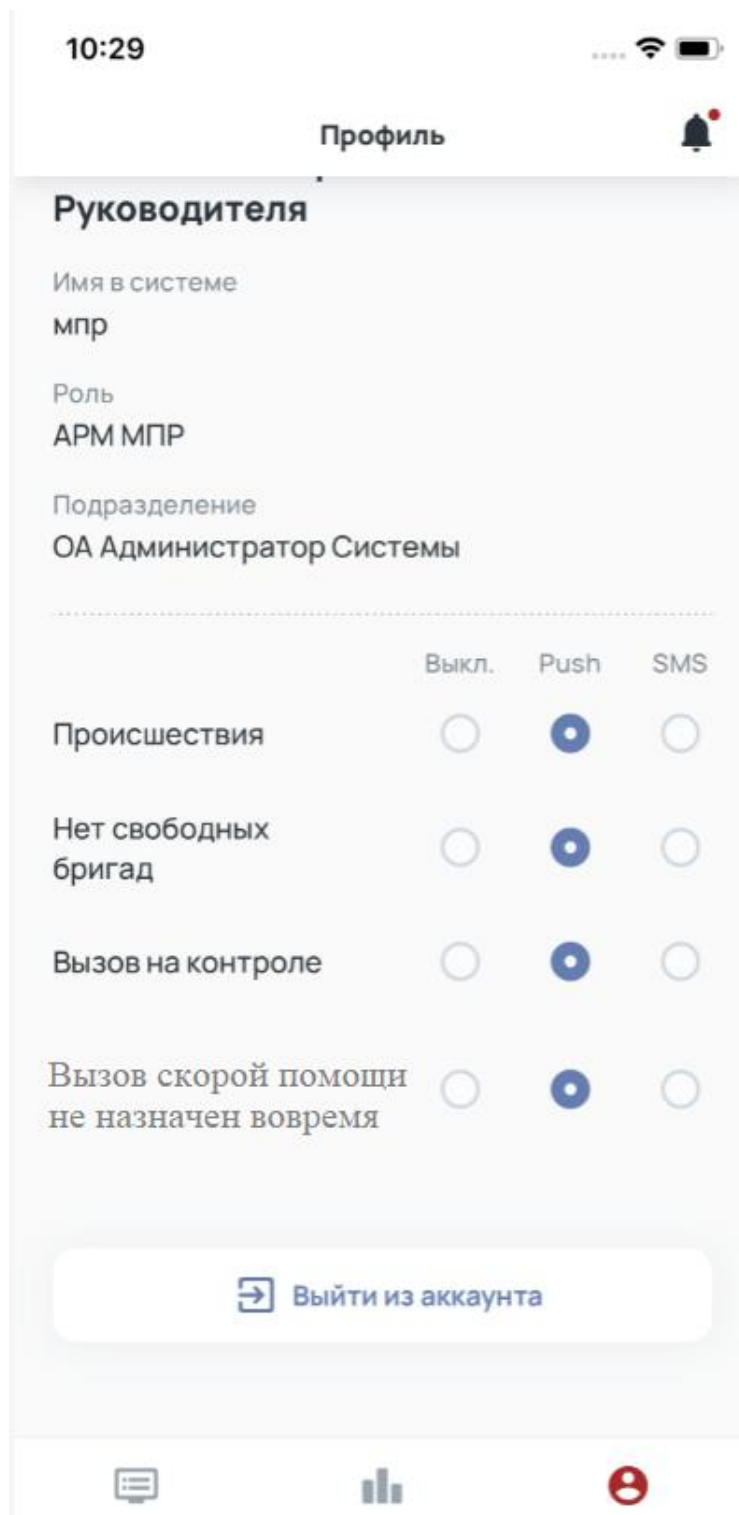 10:29
Профиль
Руководителя
Имя в системе
мпр
Роль
АРМ МПР
Подразделение
ОА Администратор Системы
Выкл. Push SMS
Происшествия
Нет свободных
бригад
Вызов на контроле
Вызов скорой помощи
не назначен вовремя
Выйти из аккаунта